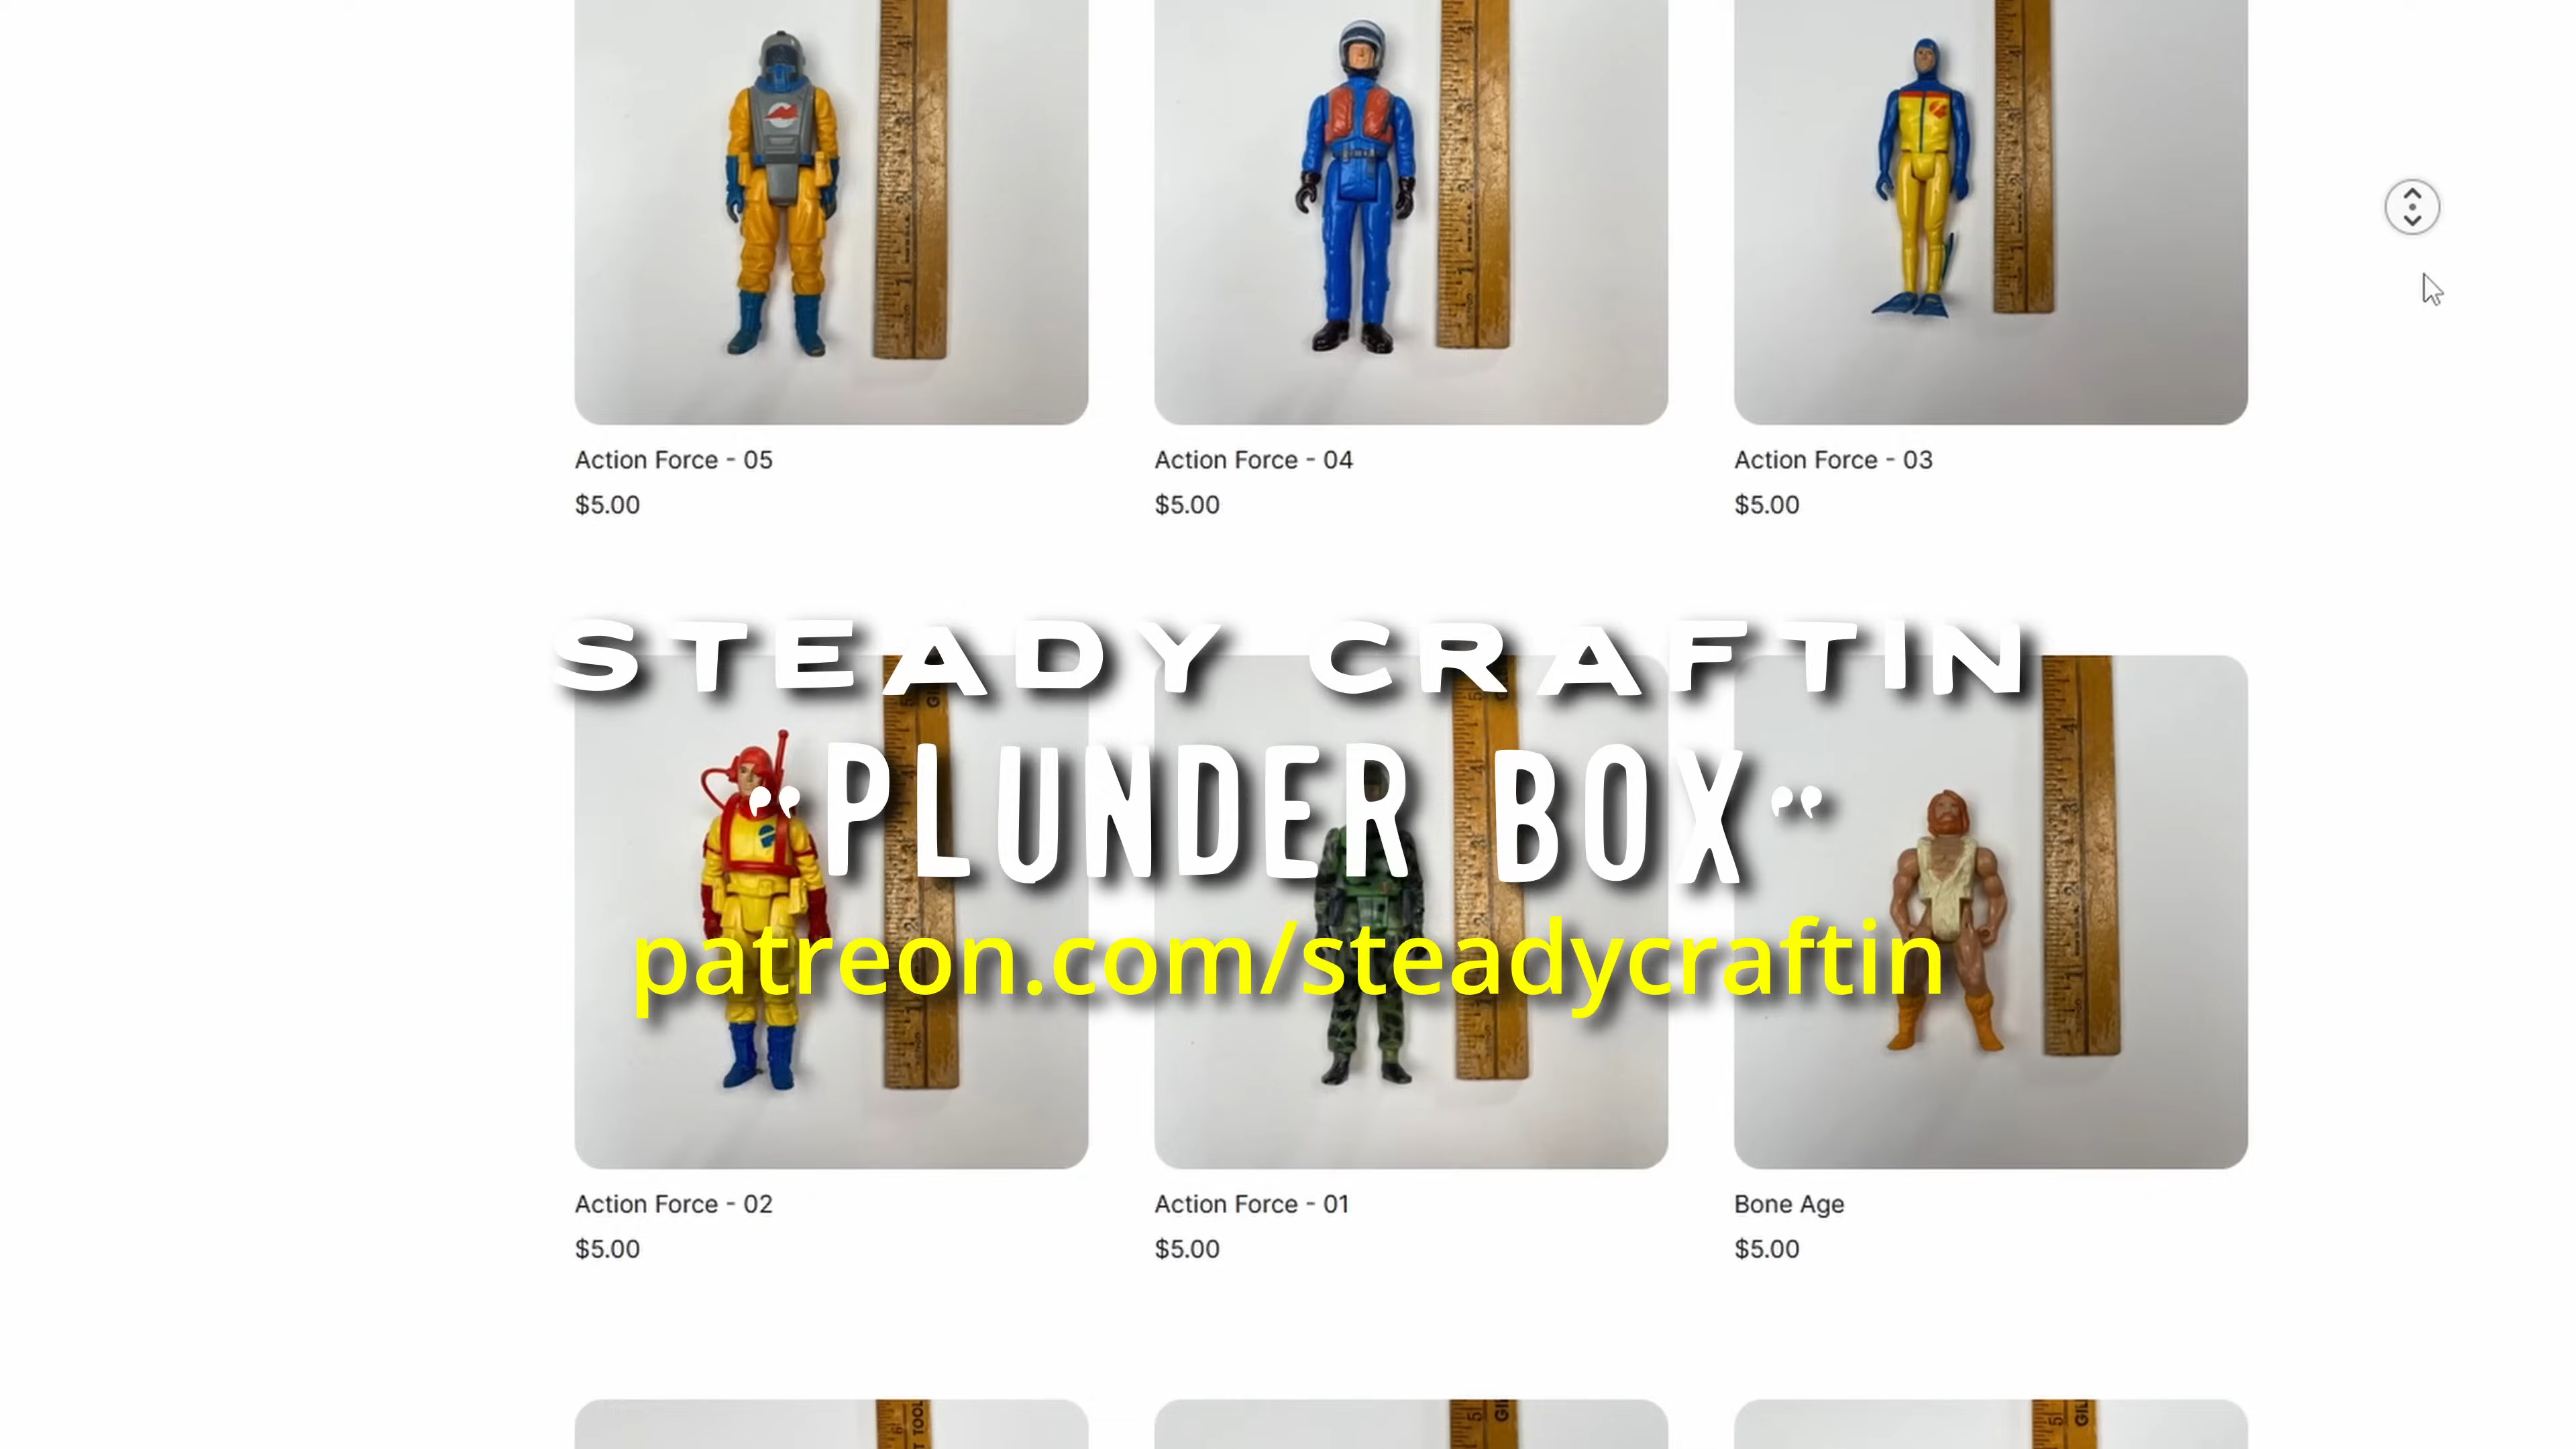 Action Force - 05
$5.00
Action Force - 04
$5.00
Action Force - 03
$5.00
STEADY CRAFTIN
"PLUNDER BOX"
patreon.com/steadycraftin
Action Force - 02
$5.00
Action Force - 01
$5.00
Bone Age
$5.00